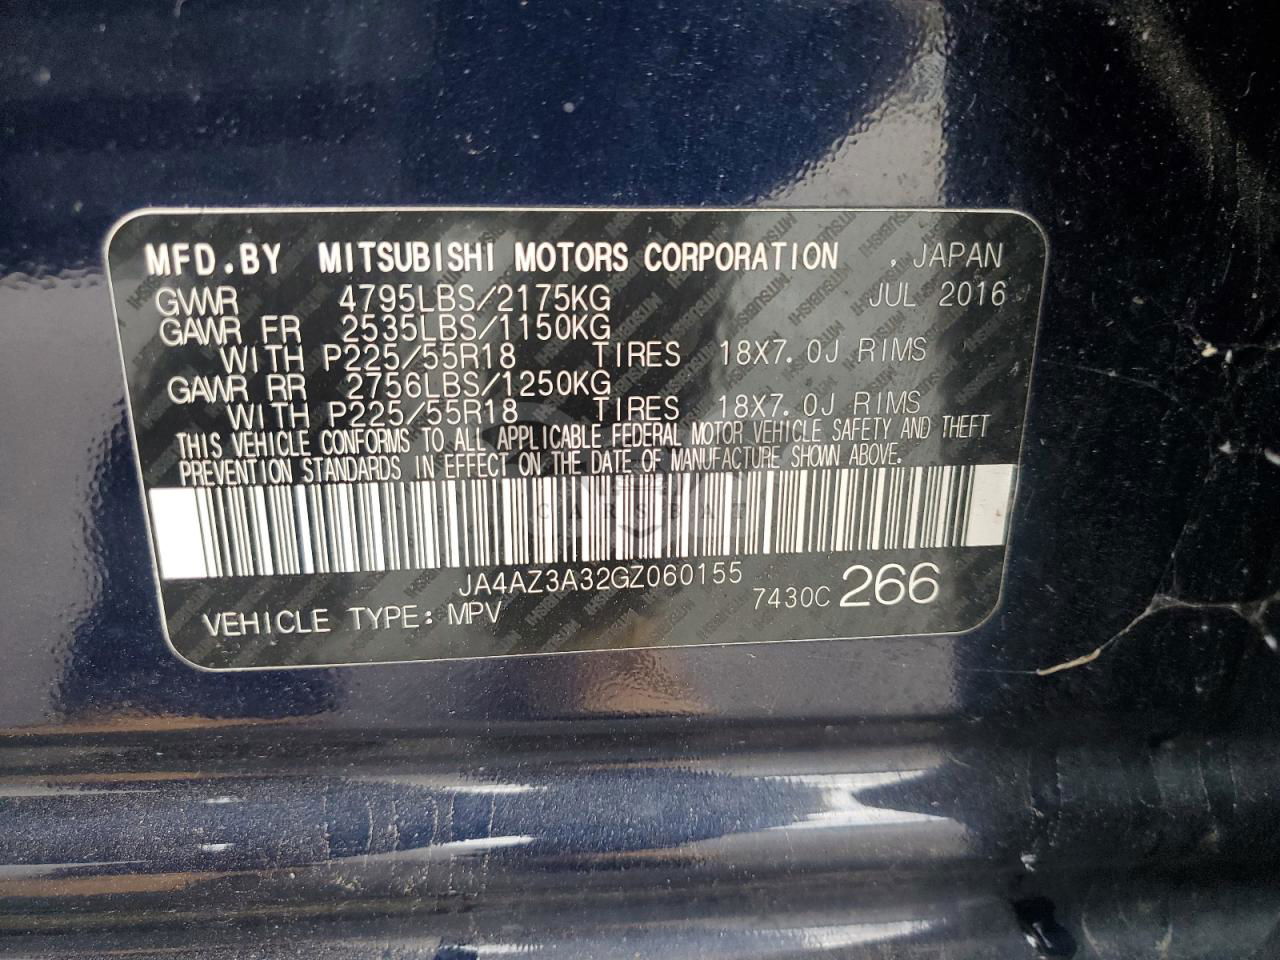 MFD.BY MITSUBISHI MOTORS CORPORATION , JAPAN
GVWR 4795LBS/2175KG JUL 2016
GAWR FR 2535LBS/1150KG
WITH P225/55R18 TIRES 18X7.0J RIMS
GAWR RR 2756LBS/1250KG
WITH P225/55R18 TIRES 18X7.0J RIMS
THIS VEHICLE CONFORMS TO ALL APPLICABLE FEDERAL MOTOR VEHICLE SAFETY AND THEFT
PREVENTION STANDARDS IN EFFECT ON THE DATE OF MANUFACTURE SHOWN ABOVE.
JA4AZ3A32GZ060155
7430C 266
VEHICLE TYPE: MPV